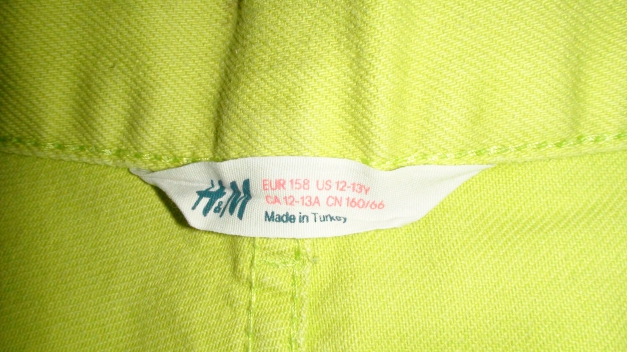 H&M
EUR 158 US 12-13Y
CA 12-13A CN 160/66
Made in Turkey